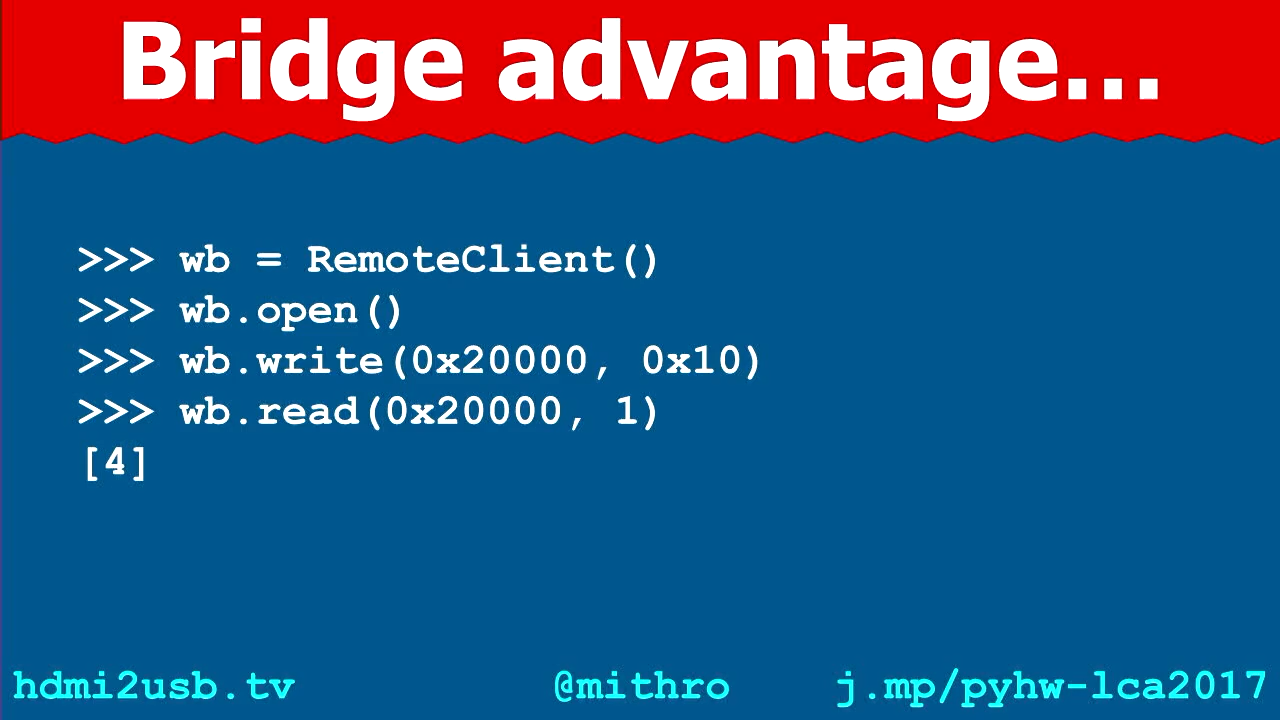 Bridge advantage...
>>> wb = RemoteClient()
>>> wb.open()
>>> wb.write(0x20000, 0x10)
>>> wb.read(0x20000, 1)
[4]
hdmi2usb.tv @mithro j.mp/pyhw-lca2017